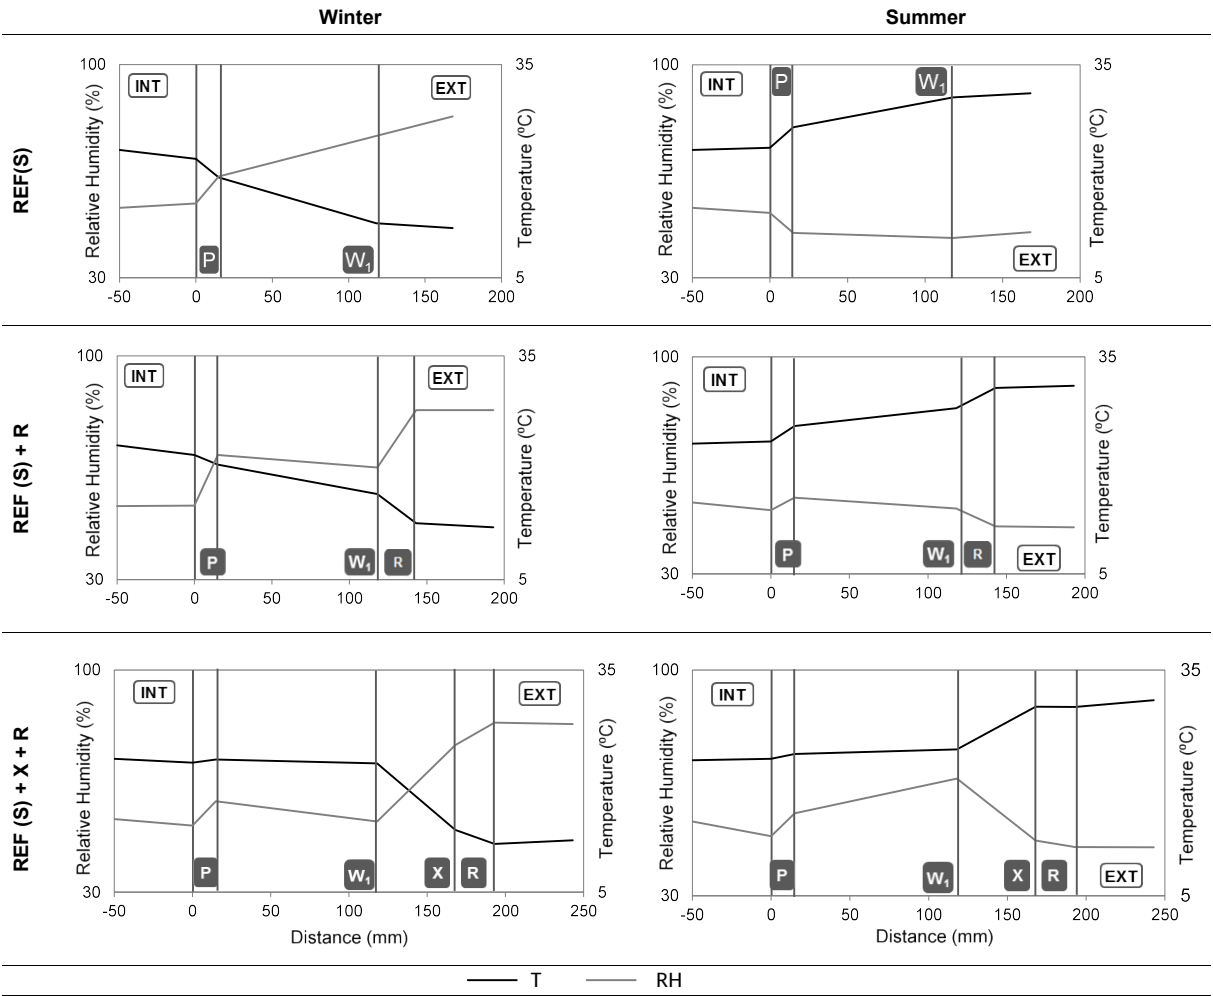 Winter Summer
REF(S)
Relative Humidity (%)
100
30
INT
EXT
P
W1
35
5
Temperature (ºC)
-50 0 50 100 150 200
Relative Humidity (%)
100
30
INT
P
W1
EXT
35
5
Temperature (ºC)
-50 0 50 100 150 200
REF (S) + R
Relative Humidity (%)
100
30
INT
EXT
P
W1
R
35
5
Temperature (ºC)
-50 0 50 100 150 200
Relative Humidity (%)
100
30
INT
P
W1
R
EXT
35
5
Temperature (ºC)
-50 0 50 100 150 200
REF (S) + X + R
Relative Humidity (%)
100
30
INT
EXT
P
W1
X
R
35
5
Temperature (ºC)
-50 0 50 100 150 200 250
Distance (mm)
Relative Humidity (%)
100
30
INT
P
W1
X
R
EXT
35
5
Temperature (ºC)
-50 0 50 100 150 200 250
Distance (mm)
T RH